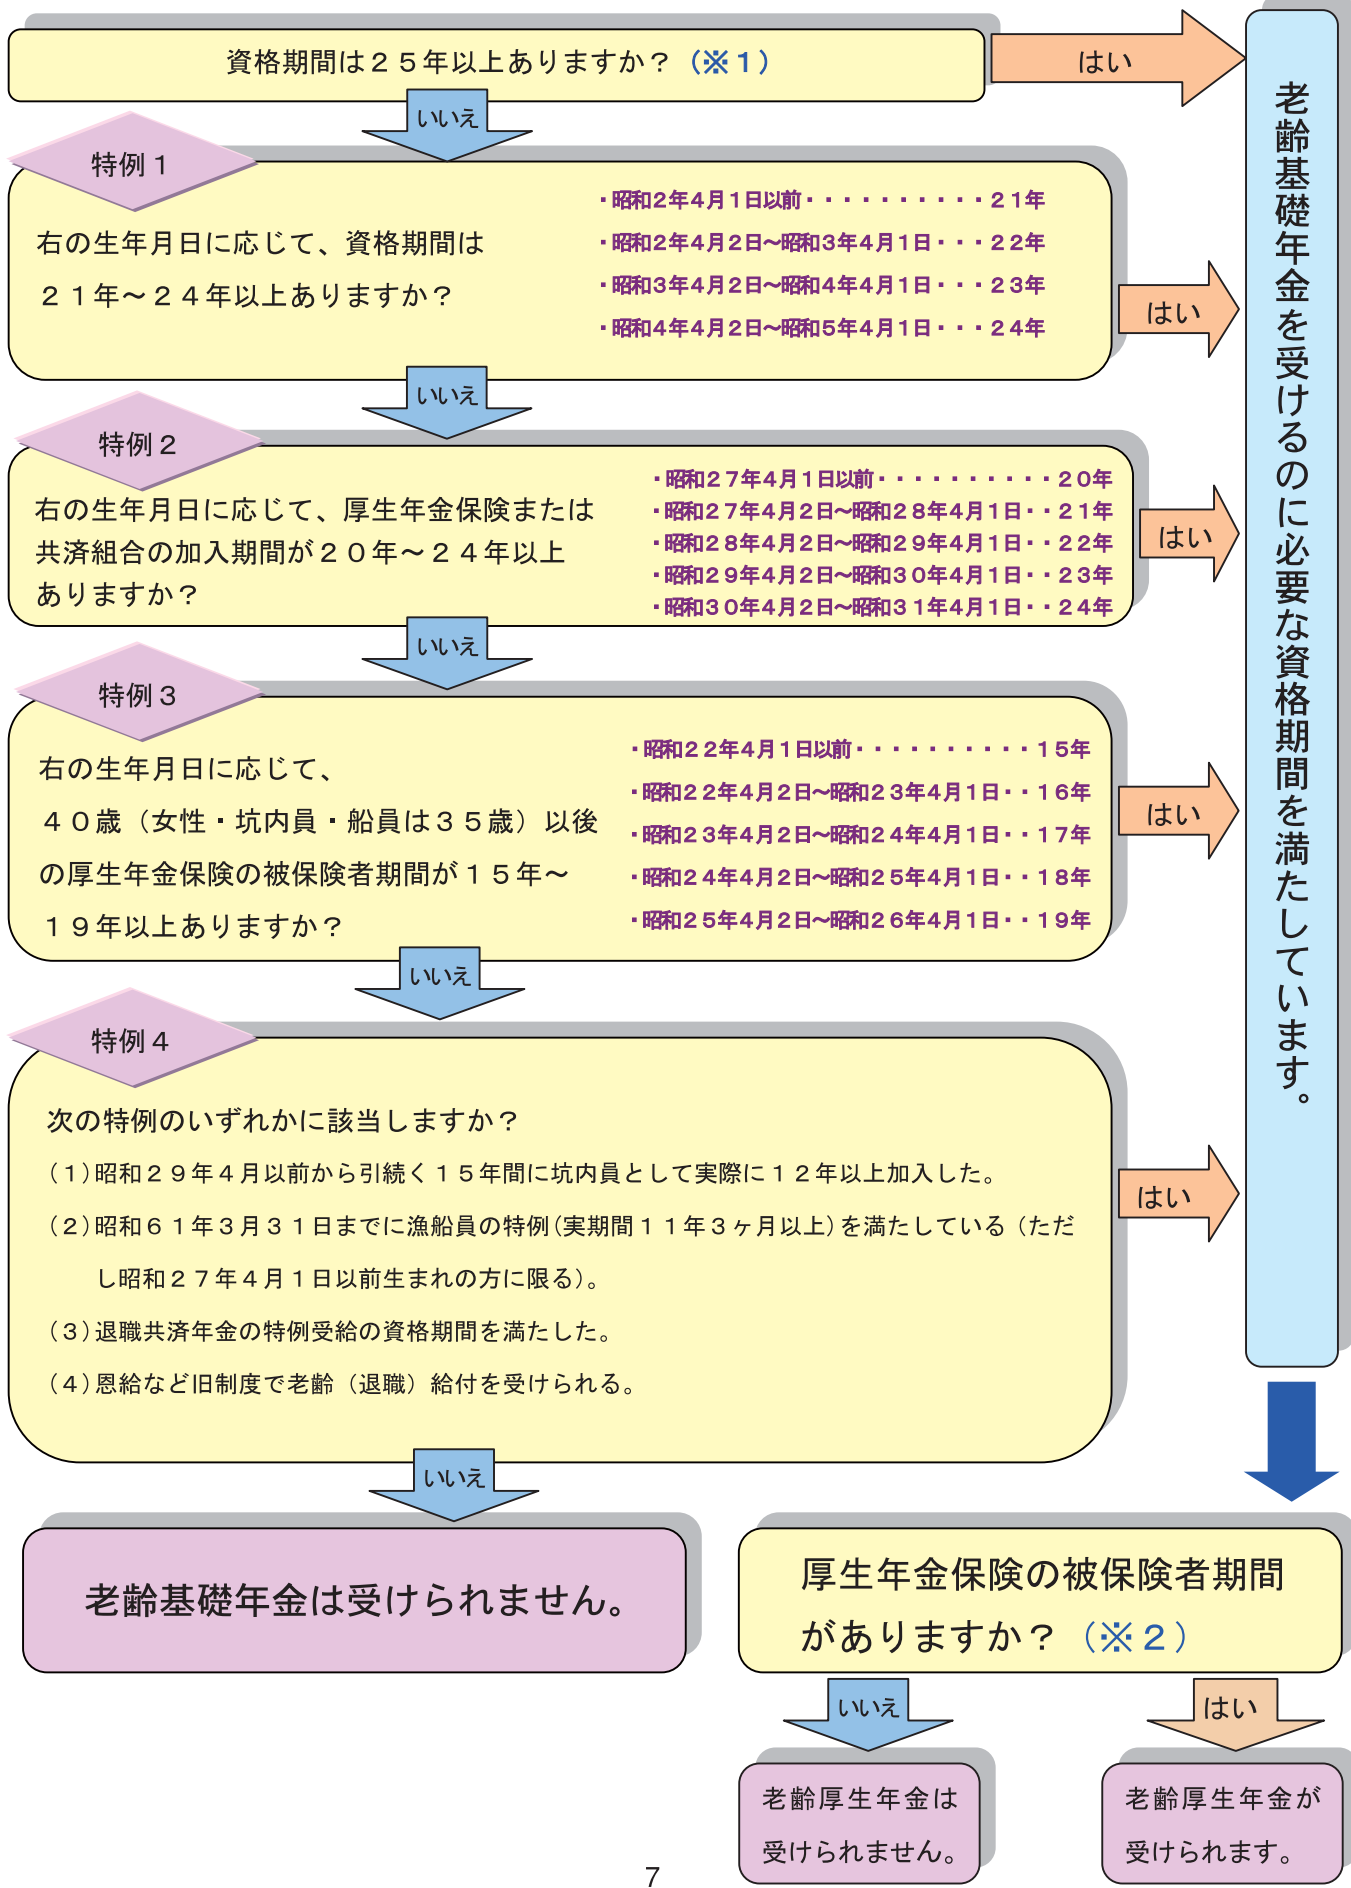 資格期間は２５年以上ありますか？（※１）
はい
いいえ
特例１
右の生年月日に応じて、資格期間は
２１年～２４年以上ありますか？
・昭和２年４月１日以前・・・・・・・・・・２１年
・昭和２年４月２日～昭和３年４月１日・・・２２年
・昭和３年４月２日～昭和４年４月１日・・・２３年
・昭和４年４月２日～昭和５年４月１日・・・２４年
はい
いいえ
特例２
右の生年月日に応じて、厚生年金保険または
共済組合の加入期間が２０年～２４年以上
ありますか？
・昭和２７年４月１日以前・・・・・・・・・・２０年
・昭和２７年４月２日～昭和２８年４月１日・・２１年
・昭和２８年４月２日～昭和２９年４月１日・・２２年
・昭和２９年４月２日～昭和３０年４月１日・・２３年
・昭和３０年４月２日～昭和３１年４月１日・・２４年
はい
いいえ
特例３
右の生年月日に応じて、
４０歳（女性・坑内員・船員は３５歳）以後
の厚生年金保険の被保険者期間が１５年～
１９年以上ありますか？
・昭和２２年４月１日以前・・・・・・・・・・１５年
・昭和２２年４月２日～昭和２３年４月１日・・１６年
・昭和２３年４月２日～昭和２４年４月１日・・１７年
・昭和２４年４月２日～昭和２５年４月１日・・１８年
・昭和２５年４月２日～昭和２６年４月１日・・１９年
はい
いいえ
特例４
次の特例のいずれかに該当しますか？
（１）昭和２９年４月以前から引続く１５年間に坑内員として実際に１２年以上加入した。
（２）昭和６１年３月３１日までに漁船員の特例（実期間１１年３ヶ月以上）を満たしている（ただ
し昭和２７年４月１日以前生まれの方に限る）。
（３）退職共済年金の特例受給の資格期間を満たした。
（４）恩給など旧制度で老齢（退職）給付を受けられる。
はい
いいえ
老齢基礎年金を受けるのに必要な資格期間を満たしています。
老齢基礎年金は受けられません。
厚生年金保険の被保険者期間
がありますか？（※２）
いいえ
はい
老齢厚生年金は
受けられません。
老齢厚生年金が
受けられます。
7